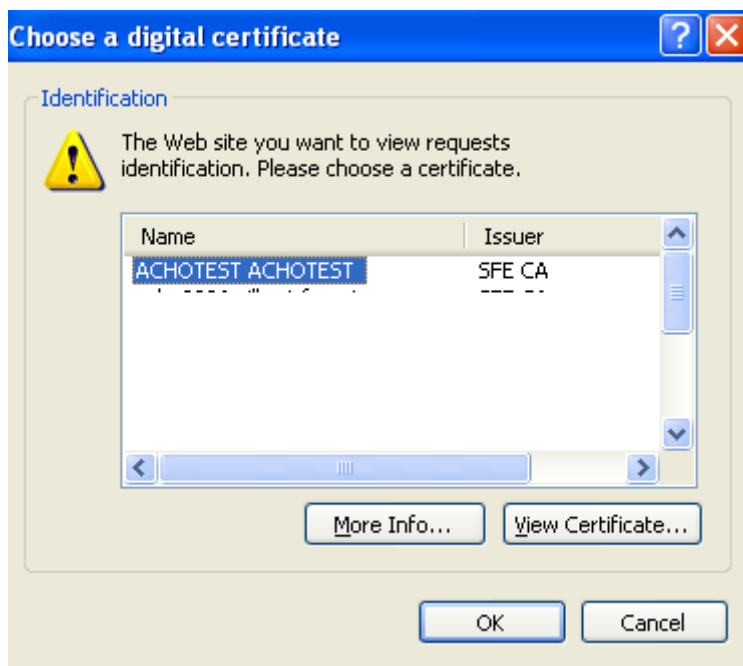 Choose a digital certificate
Identification
The Web site you want to view requests
identification. Please choose a certificate.
Name Issuer
ACHOTEST ACHOTEST SFE CA
More Info... View Certificate...
OK Cancel